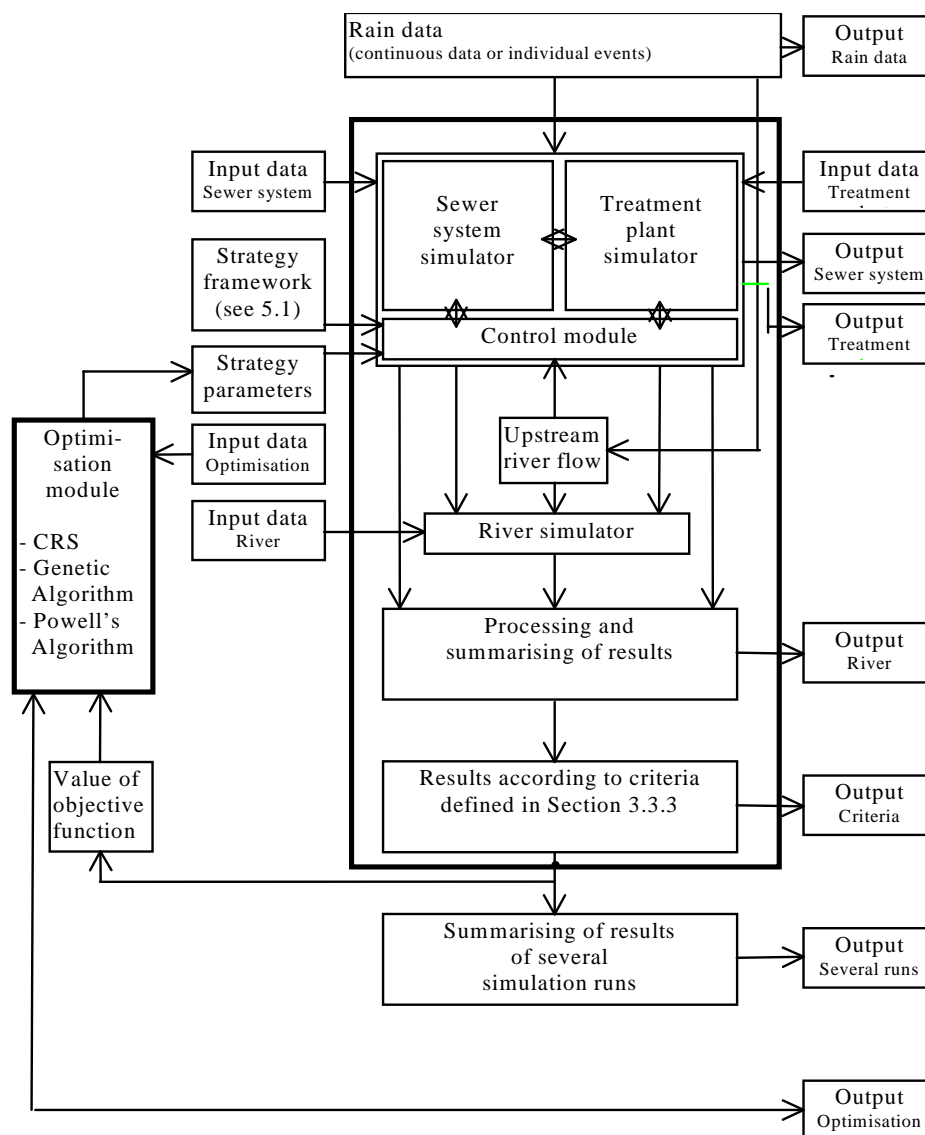 Rain data
(continuous data or individual events)
Output
Rain data
Input data
Sewer system
Sewer
system
simulator
Treatment
plant
simulator
Input data
Treatment
Strategy
framework
(see 5.1)
Output
Sewer system
Control module
Output
Treatment
Strategy
parameters
Optimi-
sation
module
- CRS
- Genetic
Algorithm
- Powell's
Algorithm
Input data
Optimisation
Upstream
river flow
Input data
River
River simulator
Processing and
summarising of results
Output
River
Value of
objective
function
Results according to criteria
defined in Section 3.3.3
Output
Criteria
Summarising of results
of several
simulation runs
Output
Several runs
Output
Optimisation